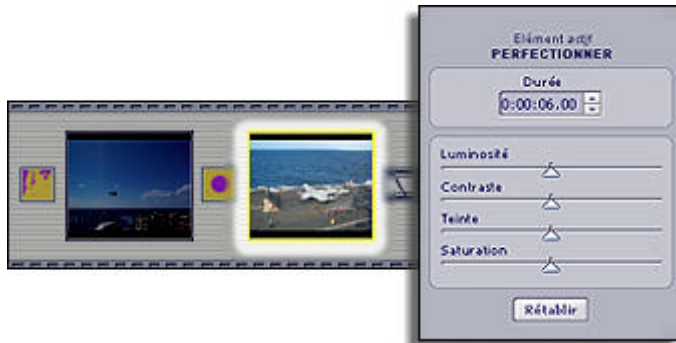 Elément actif
PERFECTIONNER
Durée
0:00:06.00
Luminosité
Contraste
Teinte
Saturation
Rétablir